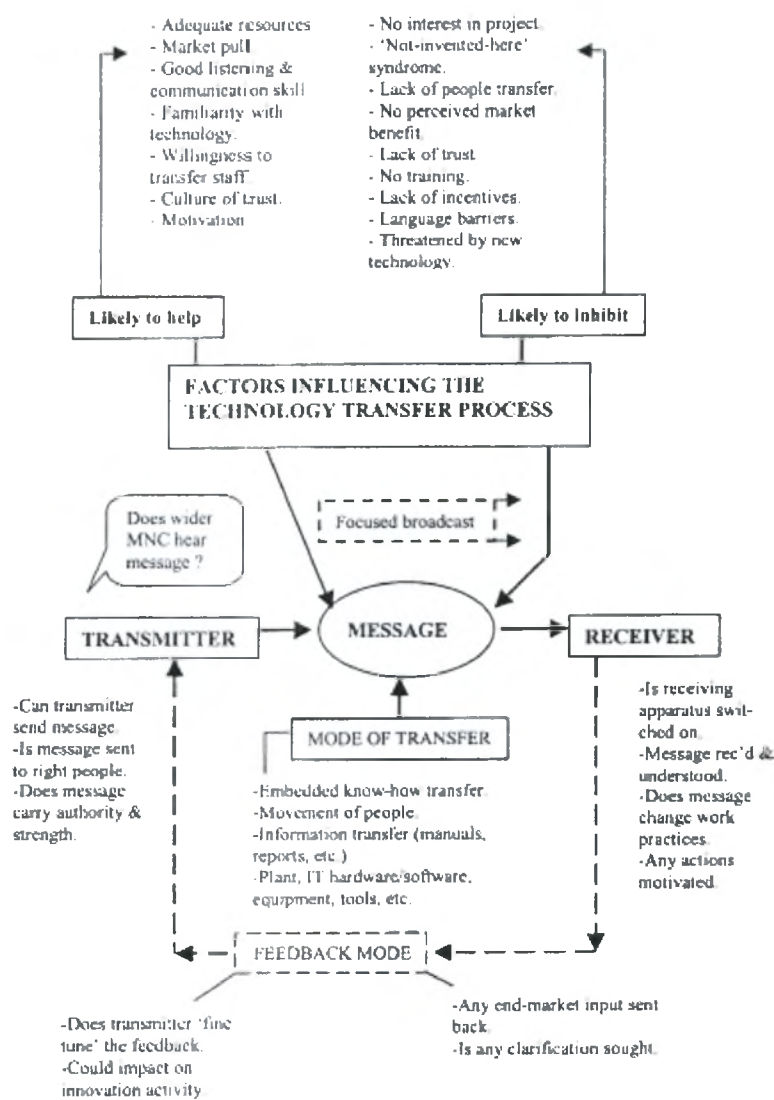 - Adequate resources
- Market pull
- Good listening &
communication skill
- Familiarity with
technology.
- Willingness to
transfer staff.
- Culture of trust.
- Motivation
- No interest in project
- 'Not-invented-here'
syndrome.
- Lack of people transfer
- No perceived market
benefit.
- Lack of trust
- No training.
- Lack of incentives.
- Language barriers.
- Threatened by new
technology.
Likely to help
Likely to Inhibit
FACTORS INFLUENCING THE
TECHNOLOGY TRANSFER PROCESS
Focused broadcast
Does wider
MNC hear
message ?
TRANSMITTER
MESSAGE
RECEIVER
-Can transmitter
send message.
-Is message sent
to right people.
-Does message
carry authority &
strength.
MODE OF TRANSFER
-Embedded know-how transfer.
-Movement of people.
-Information transfer (manuals,
reports, etc.)
-Plant, IT hardware/software,
equipment, tools, etc.
-Is receiving
apparatus swit-
ched on.
-Message rec'd &
understood.
-Does message
change work
practices.
-Any actions
motivated.
FEEDBACK MODE
-Does transmitter 'fine
tune' the feedback.
-Could impact on
innovation activity.
-Any end-market input sent
back.
-Is any clarification sought.